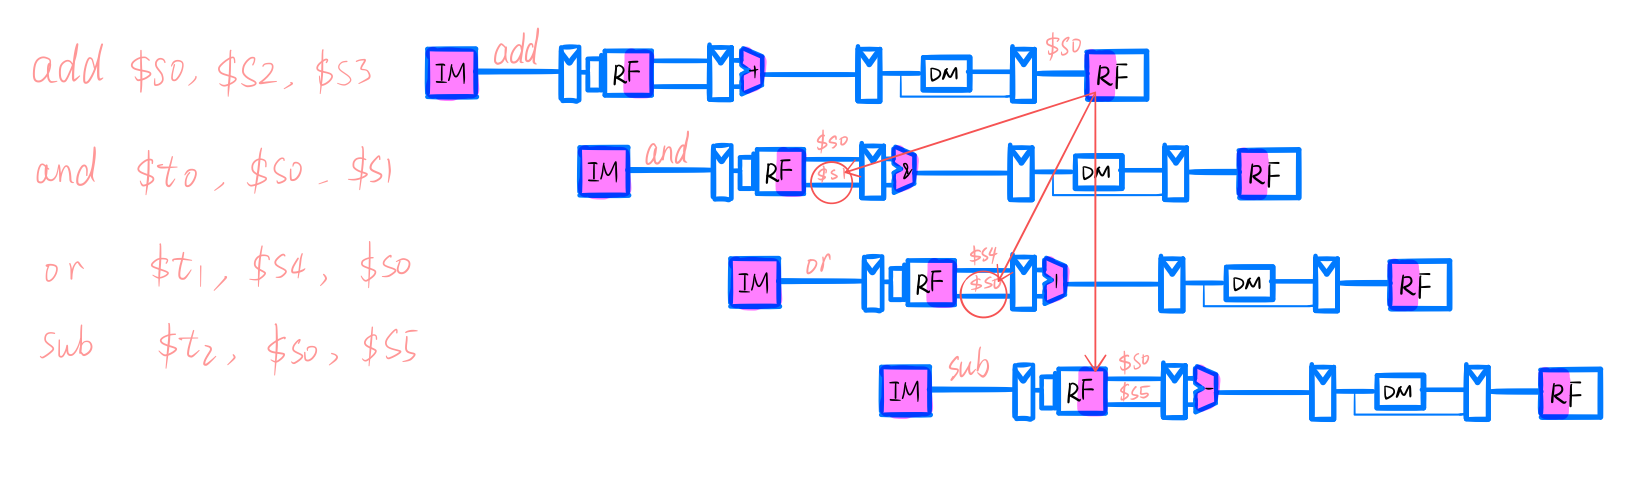 add $s0, $s2, $s3
IM add RF + DM $s0 RF
and $t0, $s0 - $s1
IM and RF $s0 $s1 & DM RF
or $t1, $s4, $s0
IM or RF $s4 $s0 | DM RF
sub $t2, $s0, $s5
IM sub RF $s0 $s5 - DM RF